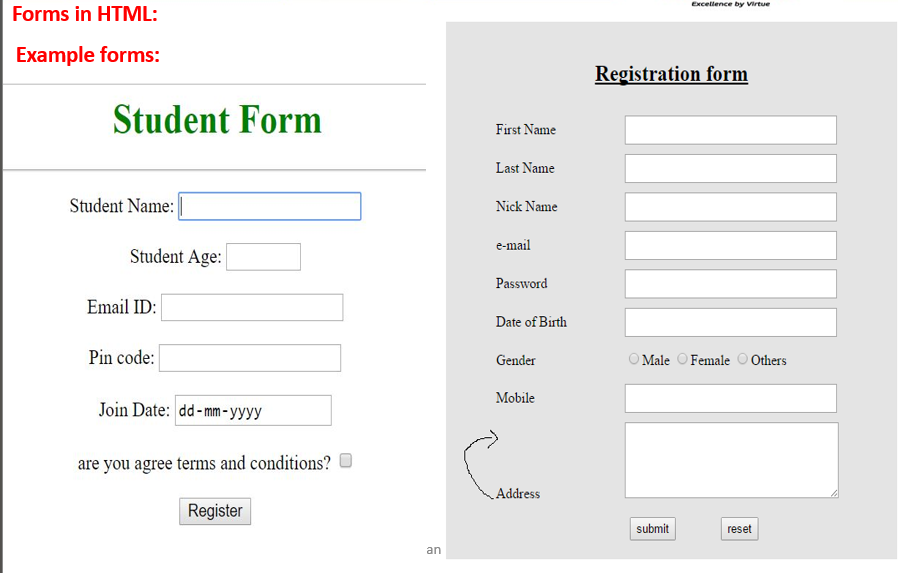 Forms in HTML:
Example forms:
Student Form
Student Name:
Student Age:
Email ID:
Pin code:
Join Date: dd-mm-yyyy
are you agree terms and conditions?
Register
an
Excellence by Virtue
Registration form
First Name
Last Name
Nick Name
e-mail
Password
Date of Birth
Gender Male Female Others
Mobile
Address
submit reset